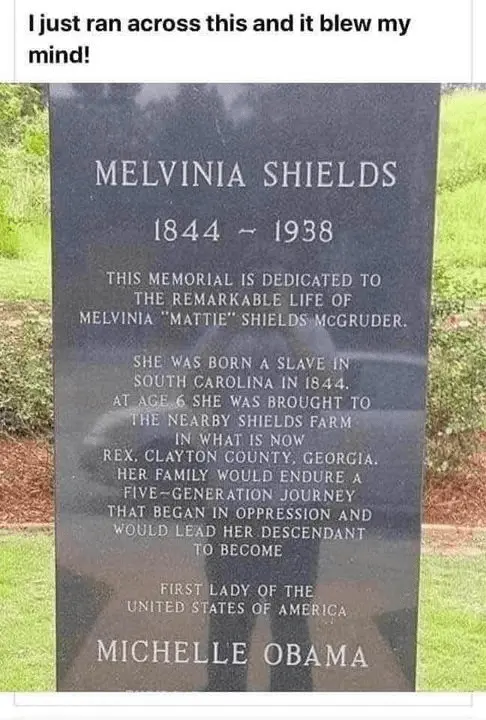 I just ran across this and it blew my
mind!
MELVINIA SHIELDS
1844 ~ 1938
THIS MEMORIAL IS DEDICATED TO
THE REMARKABLE LIFE OF
MELVINIA "MATTIE" SHIELDS MCGRUDER.
SHE WAS BORN A SLAVE IN
SOUTH CAROLINA IN 1844.
AT AGE 6 SHE WAS BROUGHT TO
THE NEARBY SHIELDS FARM
IN WHAT IS NOW
REX, CLAYTON COUNTY, GEORGIA.
HER FAMILY WOULD ENDURE A
FIVE-GENERATION JOURNEY
THAT BEGAN IN OPPRESSION AND
WOULD LEAD HER DESCENDANT
TO BECOME
FIRST LADY OF THE
UNITED STATES OF AMERICA
MICHELLE OBAMA